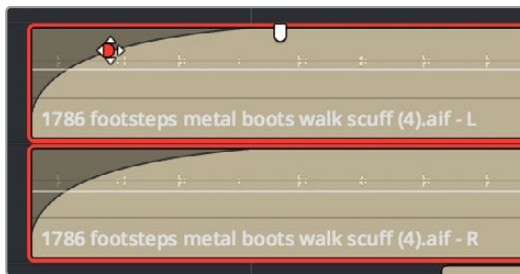 1786 footsteps metal boots walk scuff (4).aif - L
1786 footsteps metal boots walk scuff (4).aif - R